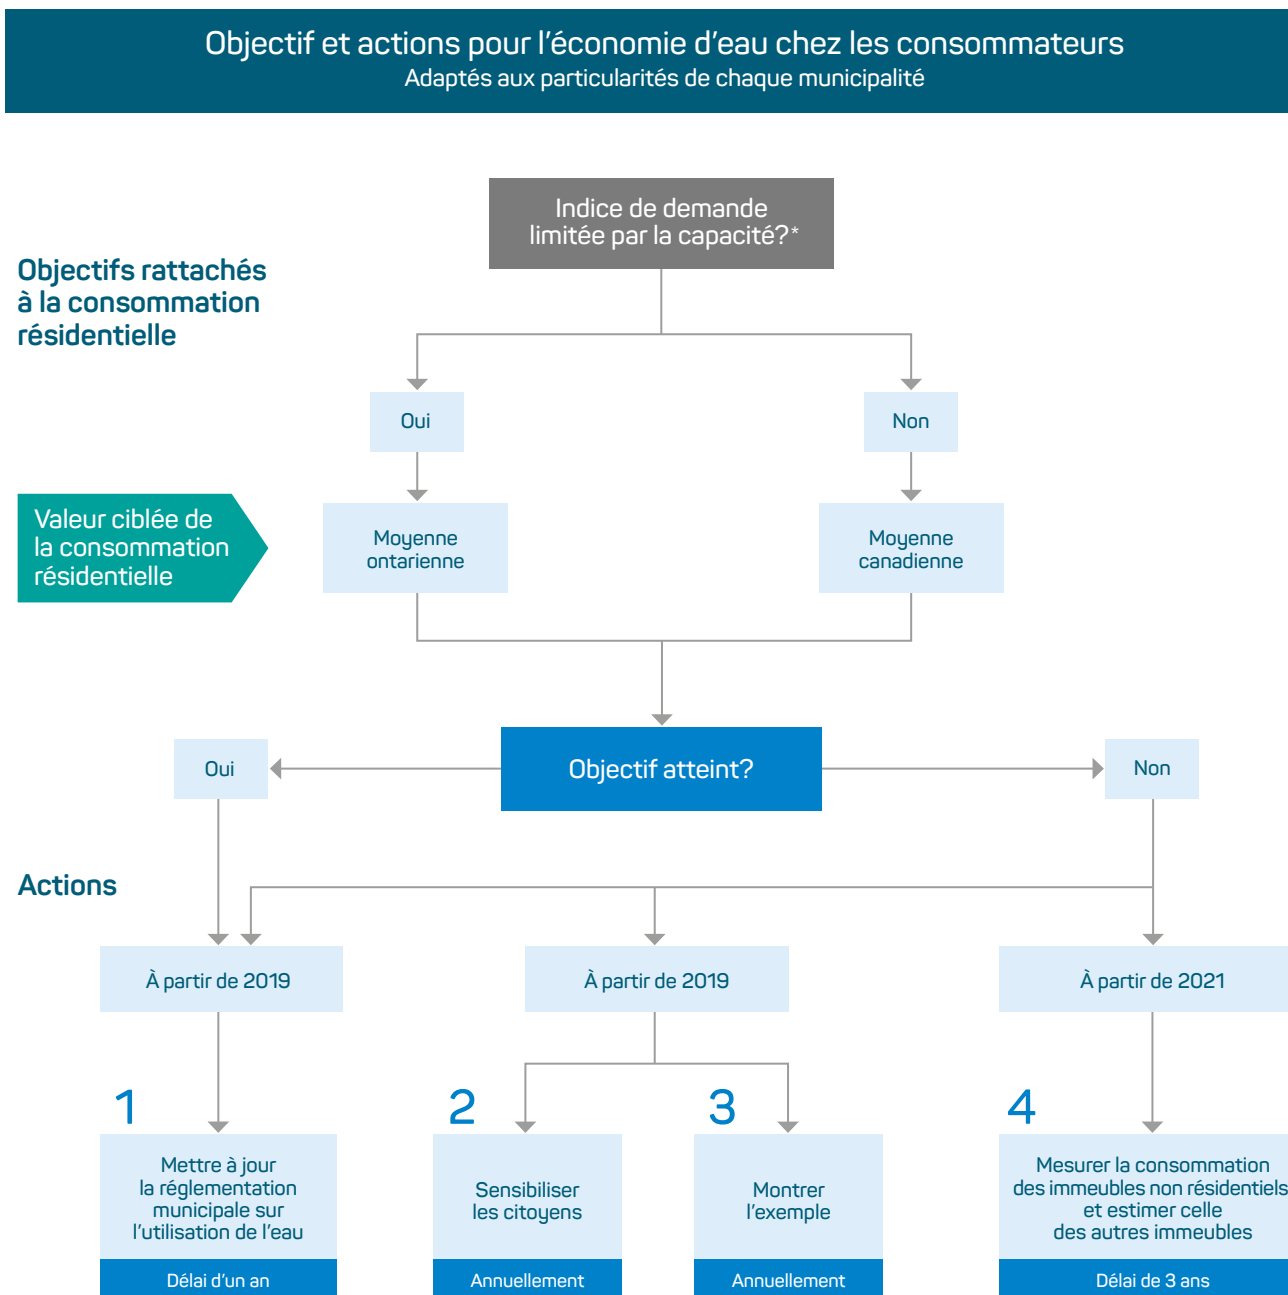 Objectif et actions pour l'économie d'eau chez les consommateurs
Adaptés aux particularités de chaque municipalité
Indice de demande
limitée par la capacité?*
Objectifs rattachés
à la consommation
résidentielle
Oui
Non
Valeur ciblée de
la consommation
résidentielle
Moyenne
ontarienne
Moyenne
canadienne
Oui
Objectif atteint?
Non
Actions
À partir de 2019
À partir de 2019
À partir de 2021
1
Mettre à jour
la réglementation
municipale sur
l'utilisation de l'eau
Délai d'un an
2
Sensibiliser
les citoyens
Annuellement
3
Montrer
l'exemple
Annuellement
4
Mesurer la consommation
des immeubles non résidentiels
et estimer celle
des autres immeubles
Délai de 3 ans